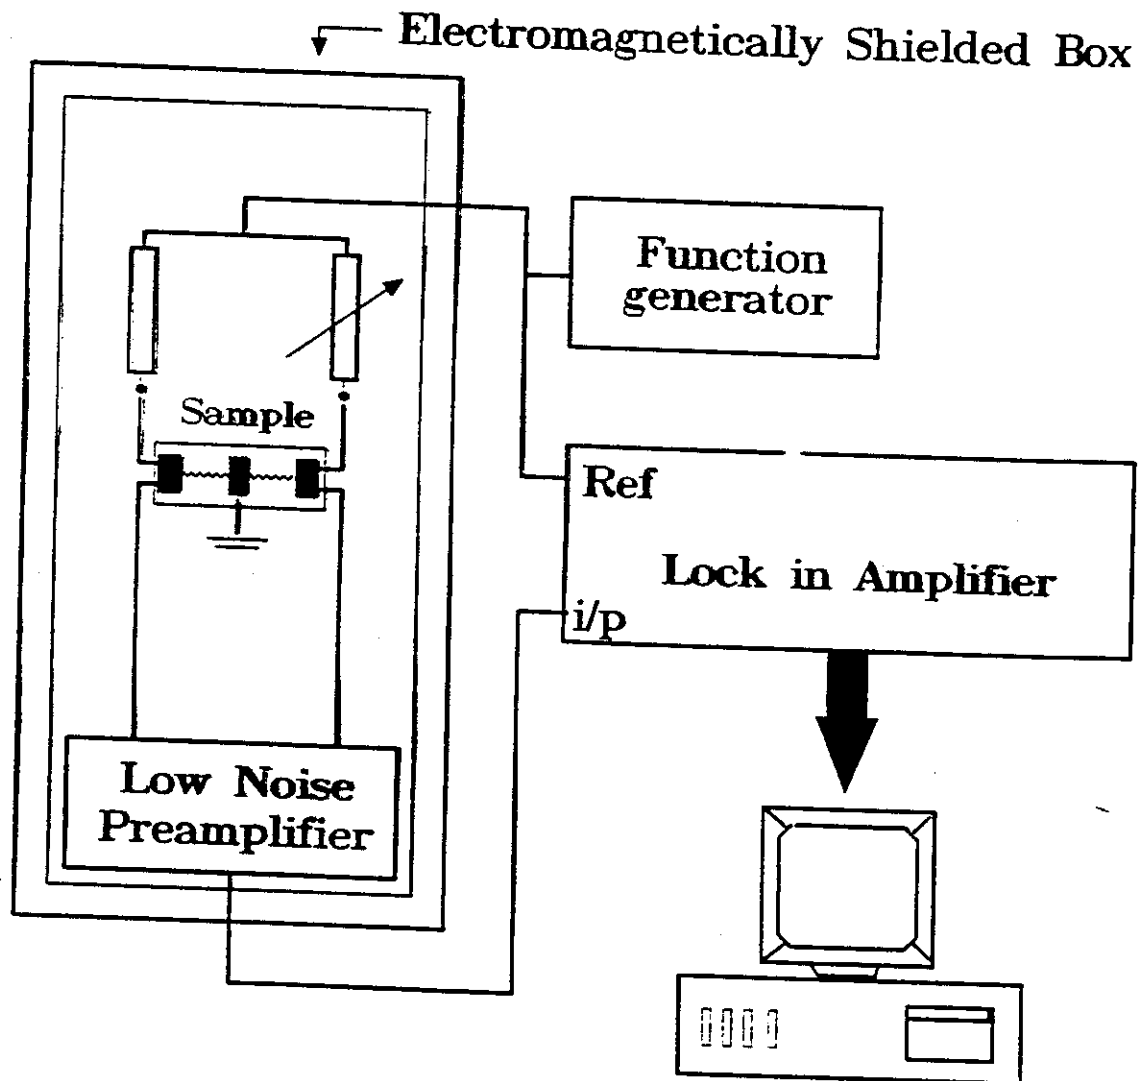 Electromagnetically Shielded Box
Function
generator
Sample
Ref
Lock in Amplifier
i/p
Low Noise
Preamplifier